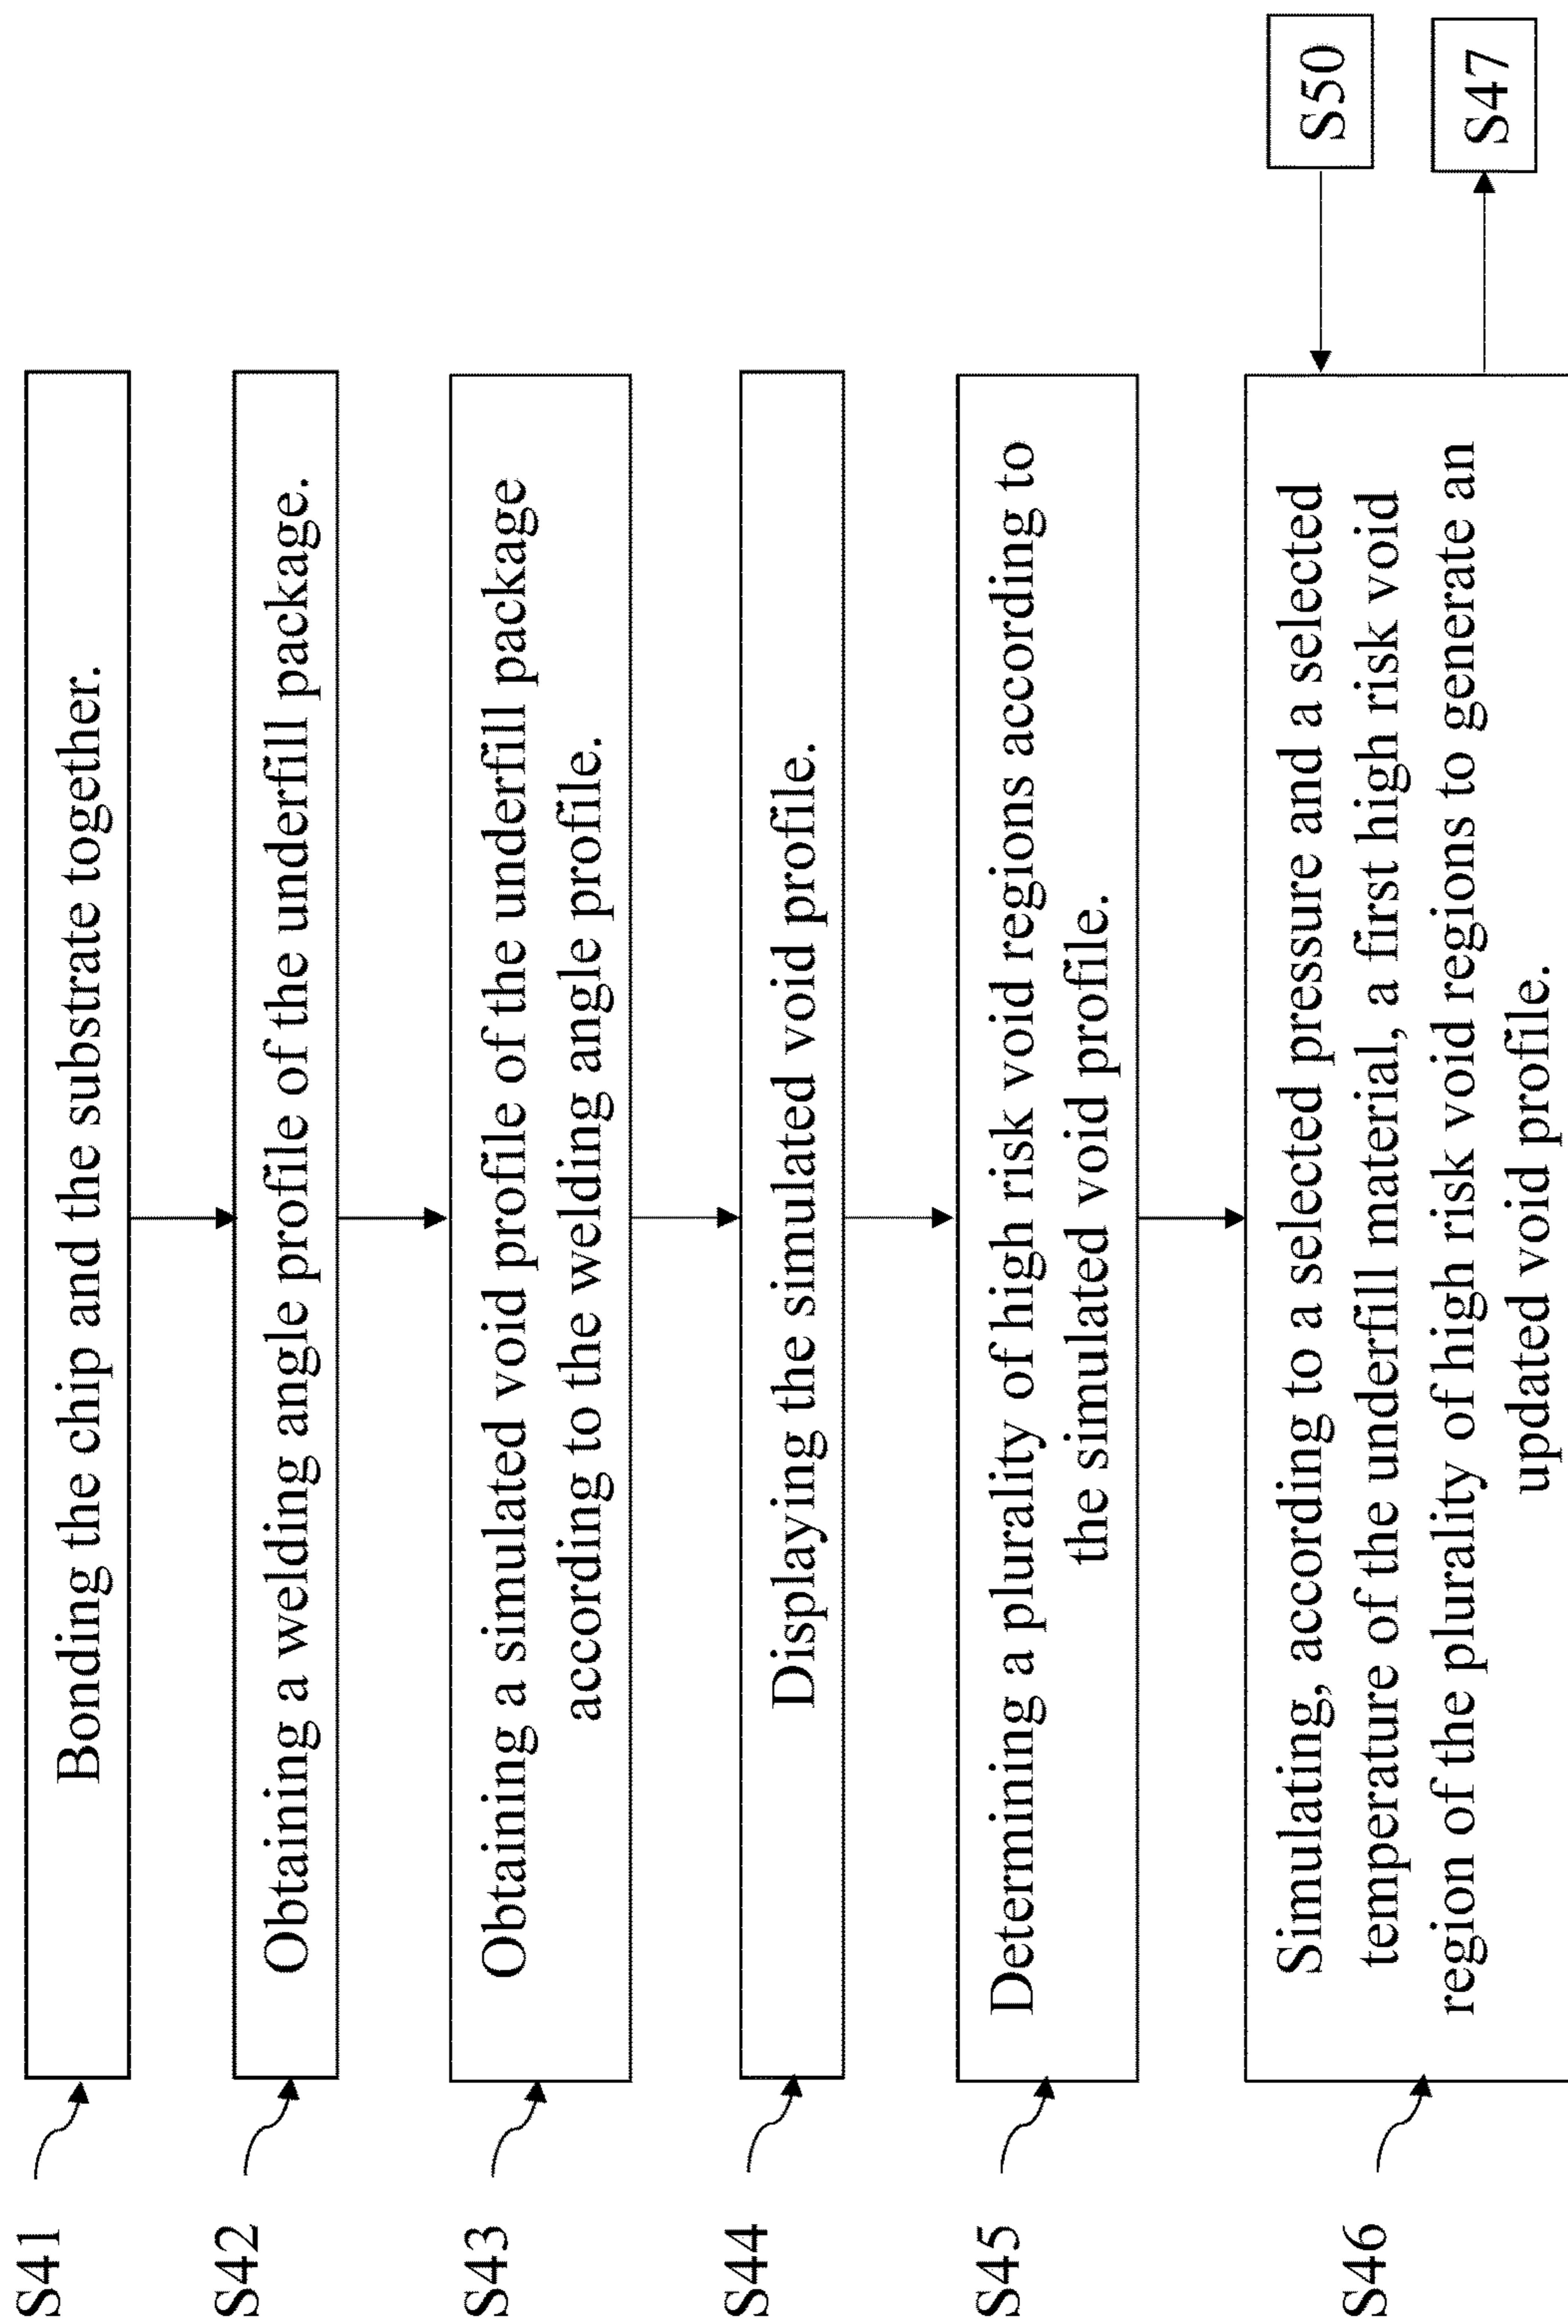 S41
Bonding the chip and the substrate together.
S42
Obtaining a welding angle profile of the underfill package.
S43
Obtaining a simulated void profile of the underfill package
according to the welding angle profile.
S44
Displaying the simulated void profile.
S45
Determining a plurality of high risk void regions according to
the simulated void profile.
S46
Simulating, according to a selected pressure and a selected
temperature of the underfill material, a first high risk void
region of the plurality of high risk void regions to generate an
updated void profile.
S50
S47